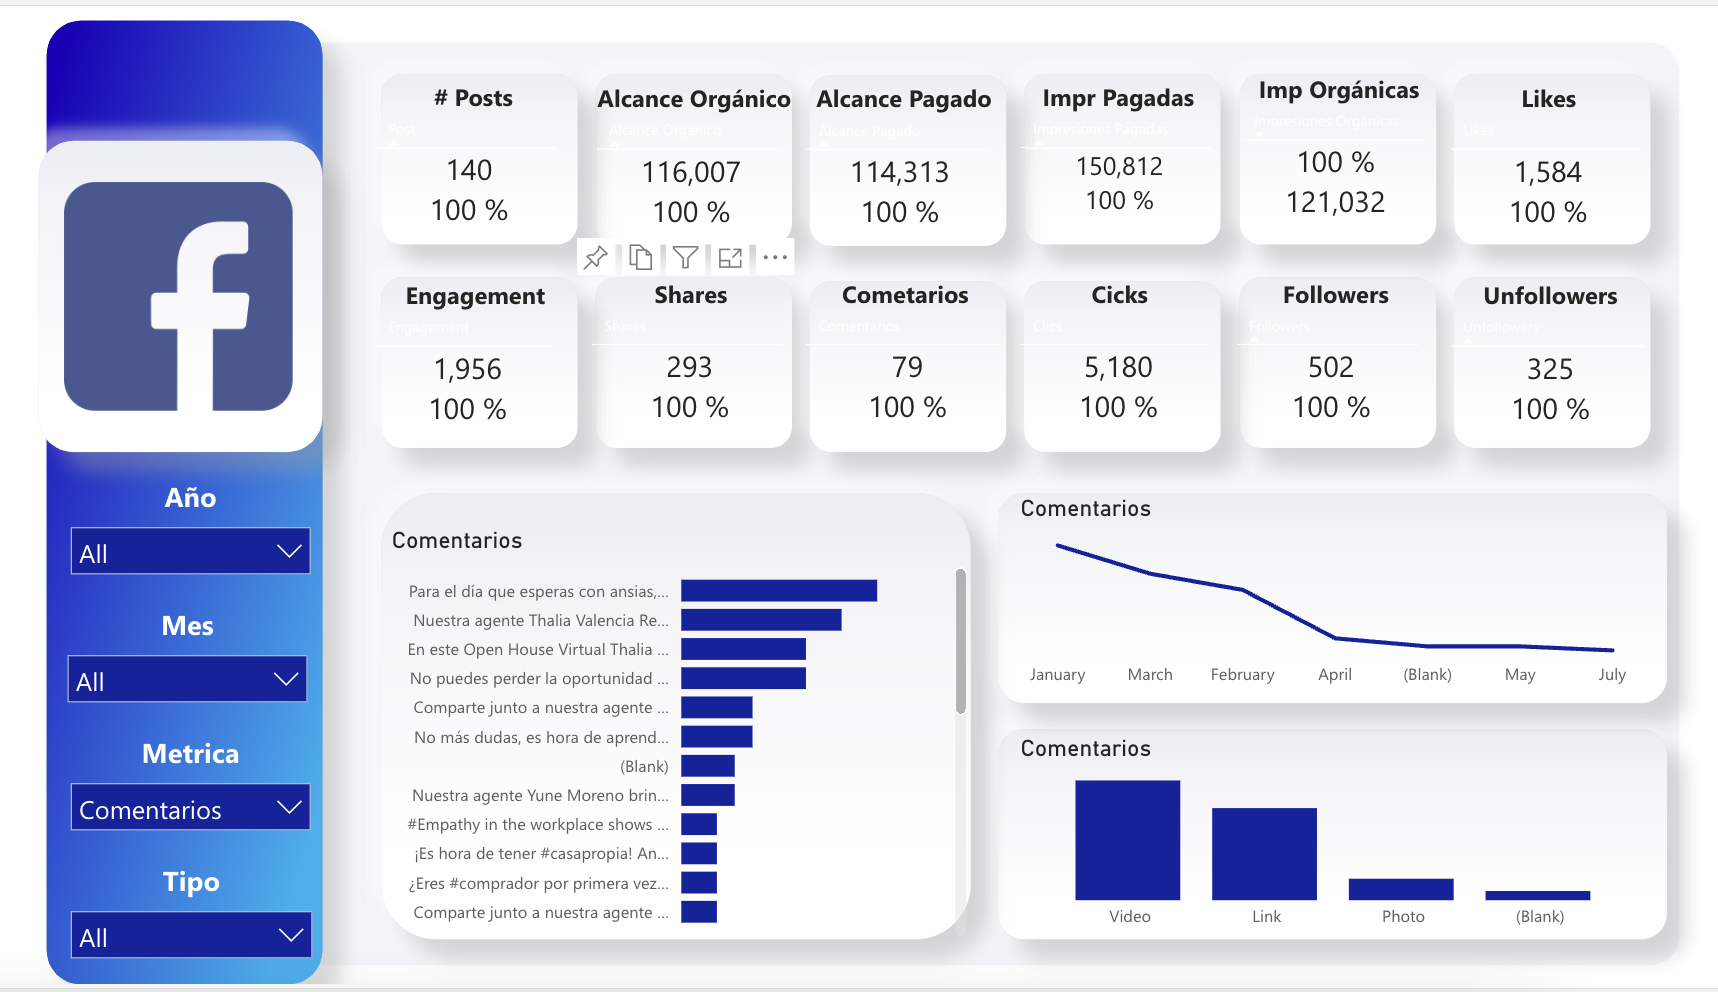 # Posts
Post
140
100 %
Alcance Orgánico
Alcance Orgánico
116,007
100 %
Alcance Pagado
Alcance Pagado
114,313
100 %
Impr Pagadas
Impresiones Pagadas
150,812
100 %
Imp Orgánicas
Impresiones Orgánicas
100 %
121,032
Likes
Likes
1,584
100 %
Engagement
Engagement
1,956
100 %
Shares
Shares
293
100 %
Cometarios
Comentarios
79
100 %
Cicks
Clics
5,180
100 %
Followers
Followers
502
100 %
Unfollowers
Unfollowers
325
100 %
Año
All
Mes
All
Metrica
Comentarios
Tipo
All
Comentarios
Para el día que esperas con ansias,...
Nuestra agente Thalia Valencia Re...
En este Open House Virtual Thalia ...
No puedes perder la oportunidad ...
Comparte junto a nuestra agente ...
No más dudas, es hora de aprend...
(Blank)
Nuestra agente Yune Moreno brin...
#Empathy in the workplace shows ...
¡Es hora de tener #casapropia! An...
¿Eres #comprador por primera vez...
Comparte junto a nuestra agente ...
Comentarios
January March February April (Blank) May July
Comentarios
Video Link Photo (Blank)